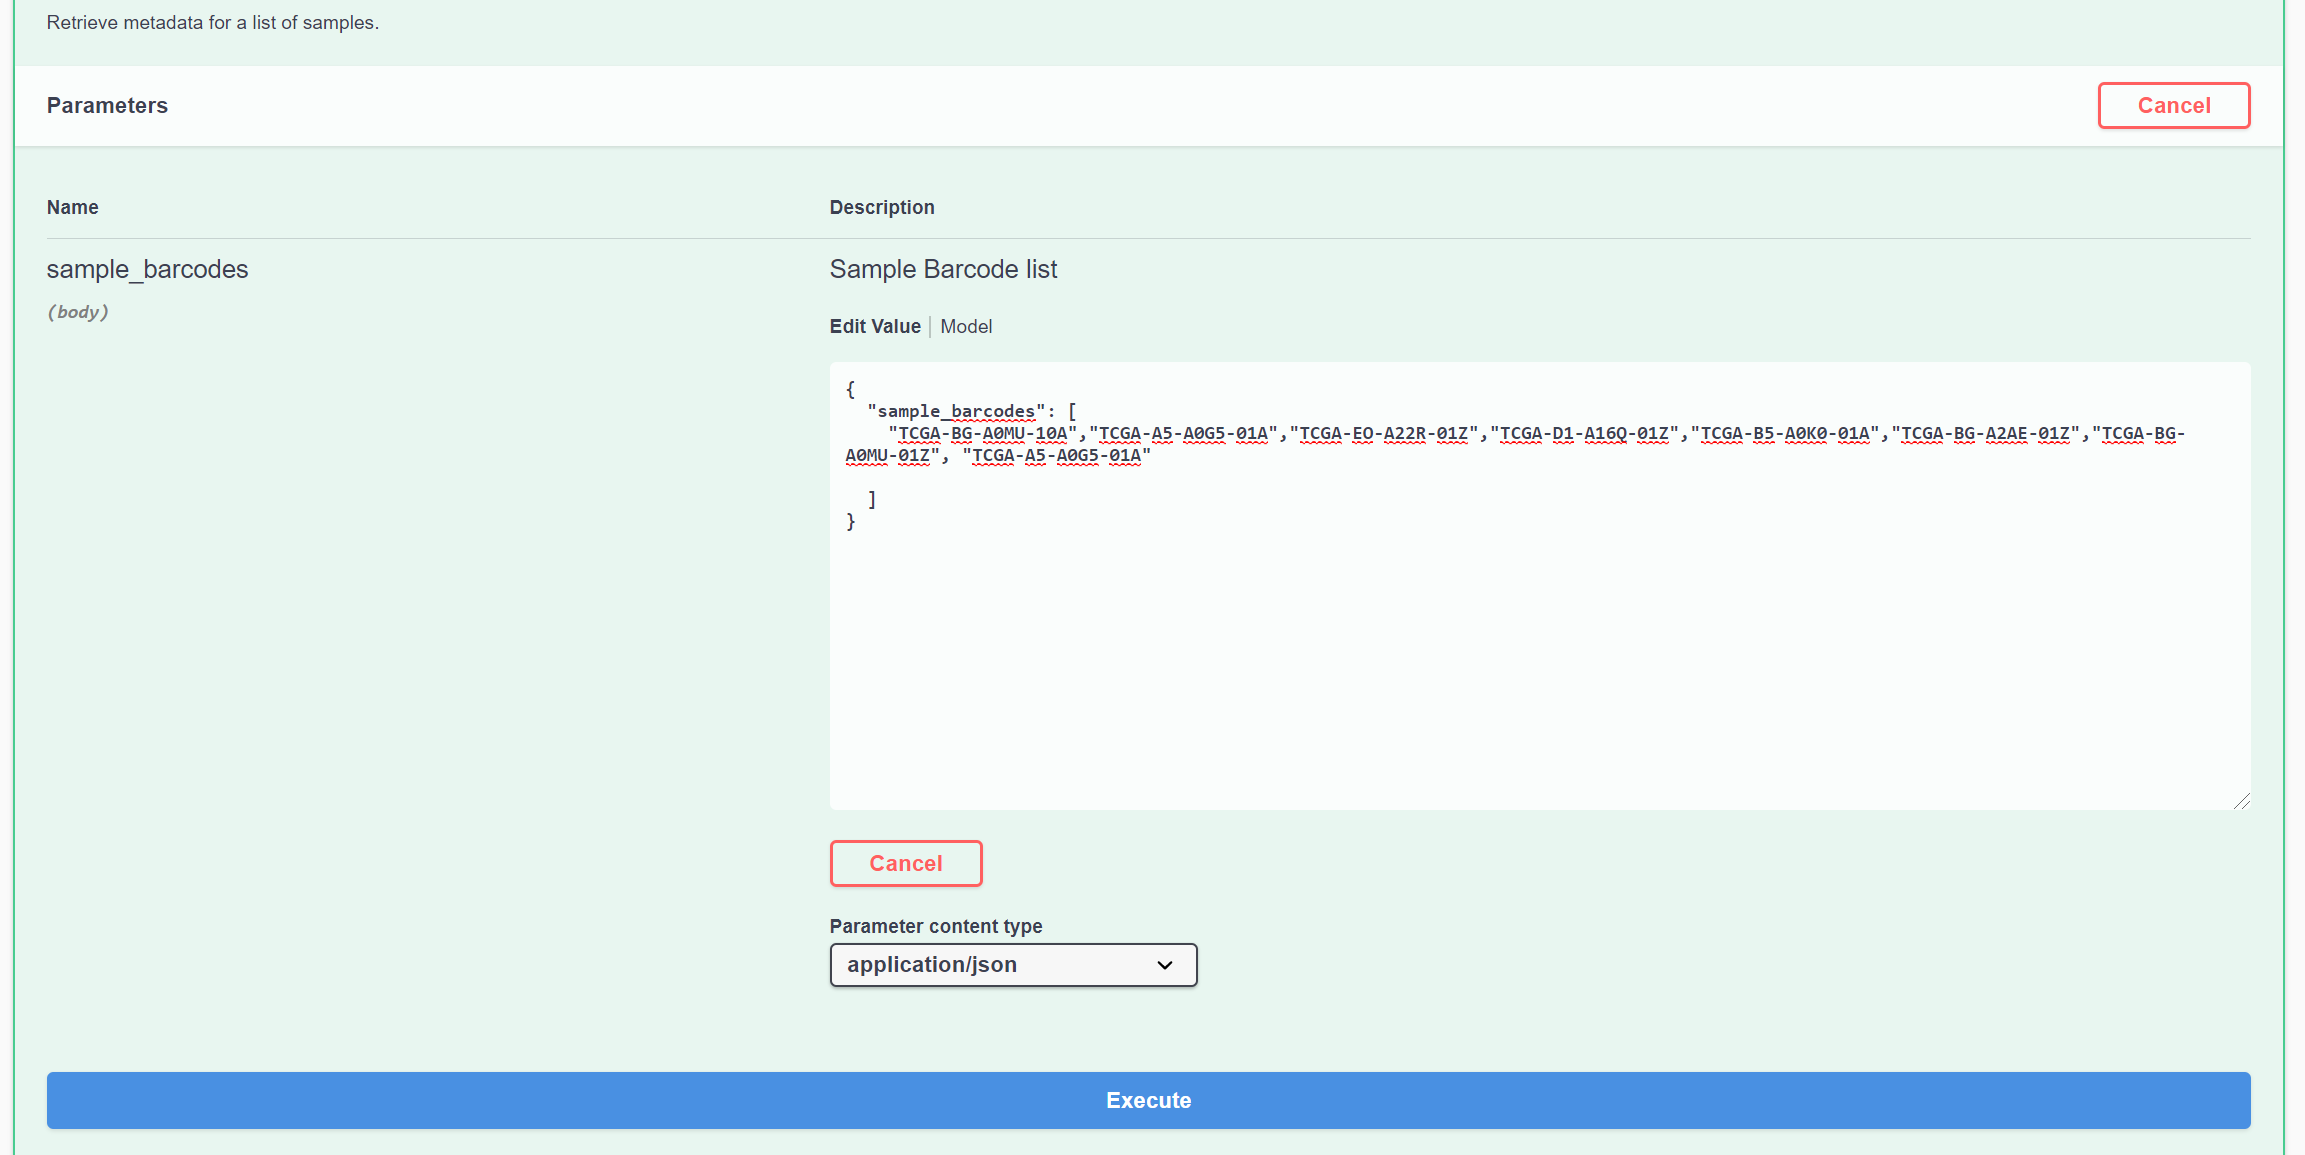 Retrieve metadata for a list of samples.
Parameters
Cancel
Name
Description
sample_barcodes
(body)
Sample Barcode list
Edit Value | Model
{
"sample_barcodes": [
"TCGA-BG-A0MU-10A","TCGA-A5-A0G5-01A","TCGA-EO-A22R-01Z","TCGA-D1-A16Q-01Z","TCGA-B5-A0K0-01A","TCGA-BG-A2AE-01Z","TCGA-BG-
A0MU-01Z", "TCGA-A5-A0G5-01A"
]
}
Cancel
Parameter content type
application/json
Execute